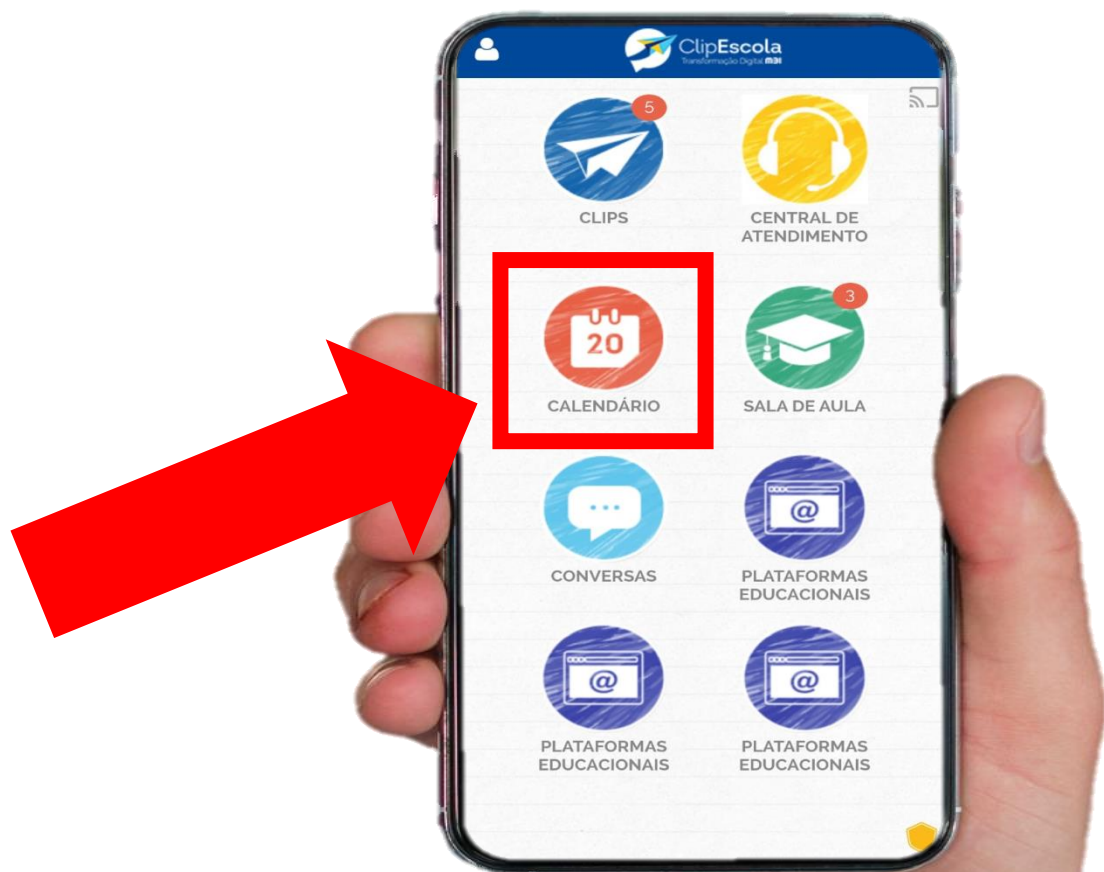 ClipEscola
Transformação Digital
5
CLIPS
CENTRAL DE
ATENDIMENTO
20
CALENDÁRIO
3
SALA DE AULA
CONVERSAS
@
PLATAFORMAS
EDUCACIONAIS
@
PLATAFORMAS
EDUCACIONAIS
@
PLATAFORMAS
EDUCACIONAIS